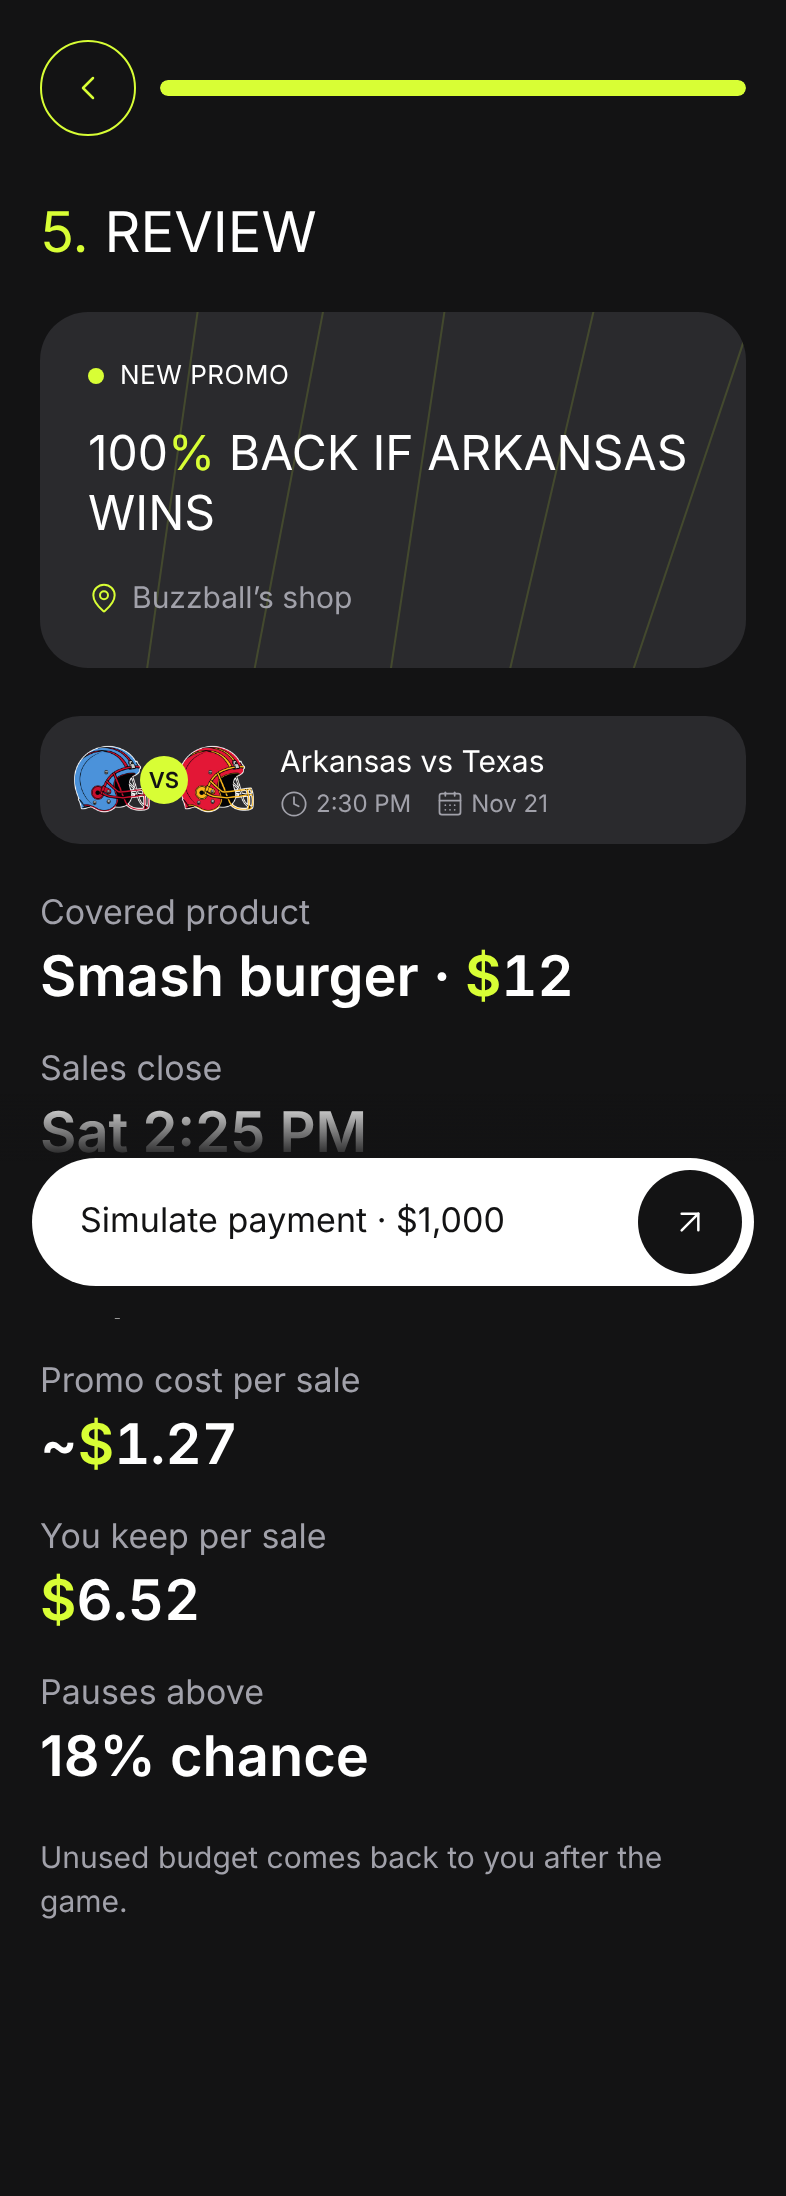 5. REVIEW
NEW PROMO
100% BACK IF ARKANSAS
WINS
Buzzball’s shop
VS
Arkansas vs Texas
2:30 PM
Nov 21
Covered product
Smash burger · $12
Sales close
Sat 2:25 PM
Simulate payment · $1,000
Promo cost per sale
~$1.27
You keep per sale
$6.52
Pauses above
18% chance
Unused budget comes back to you after the
game.